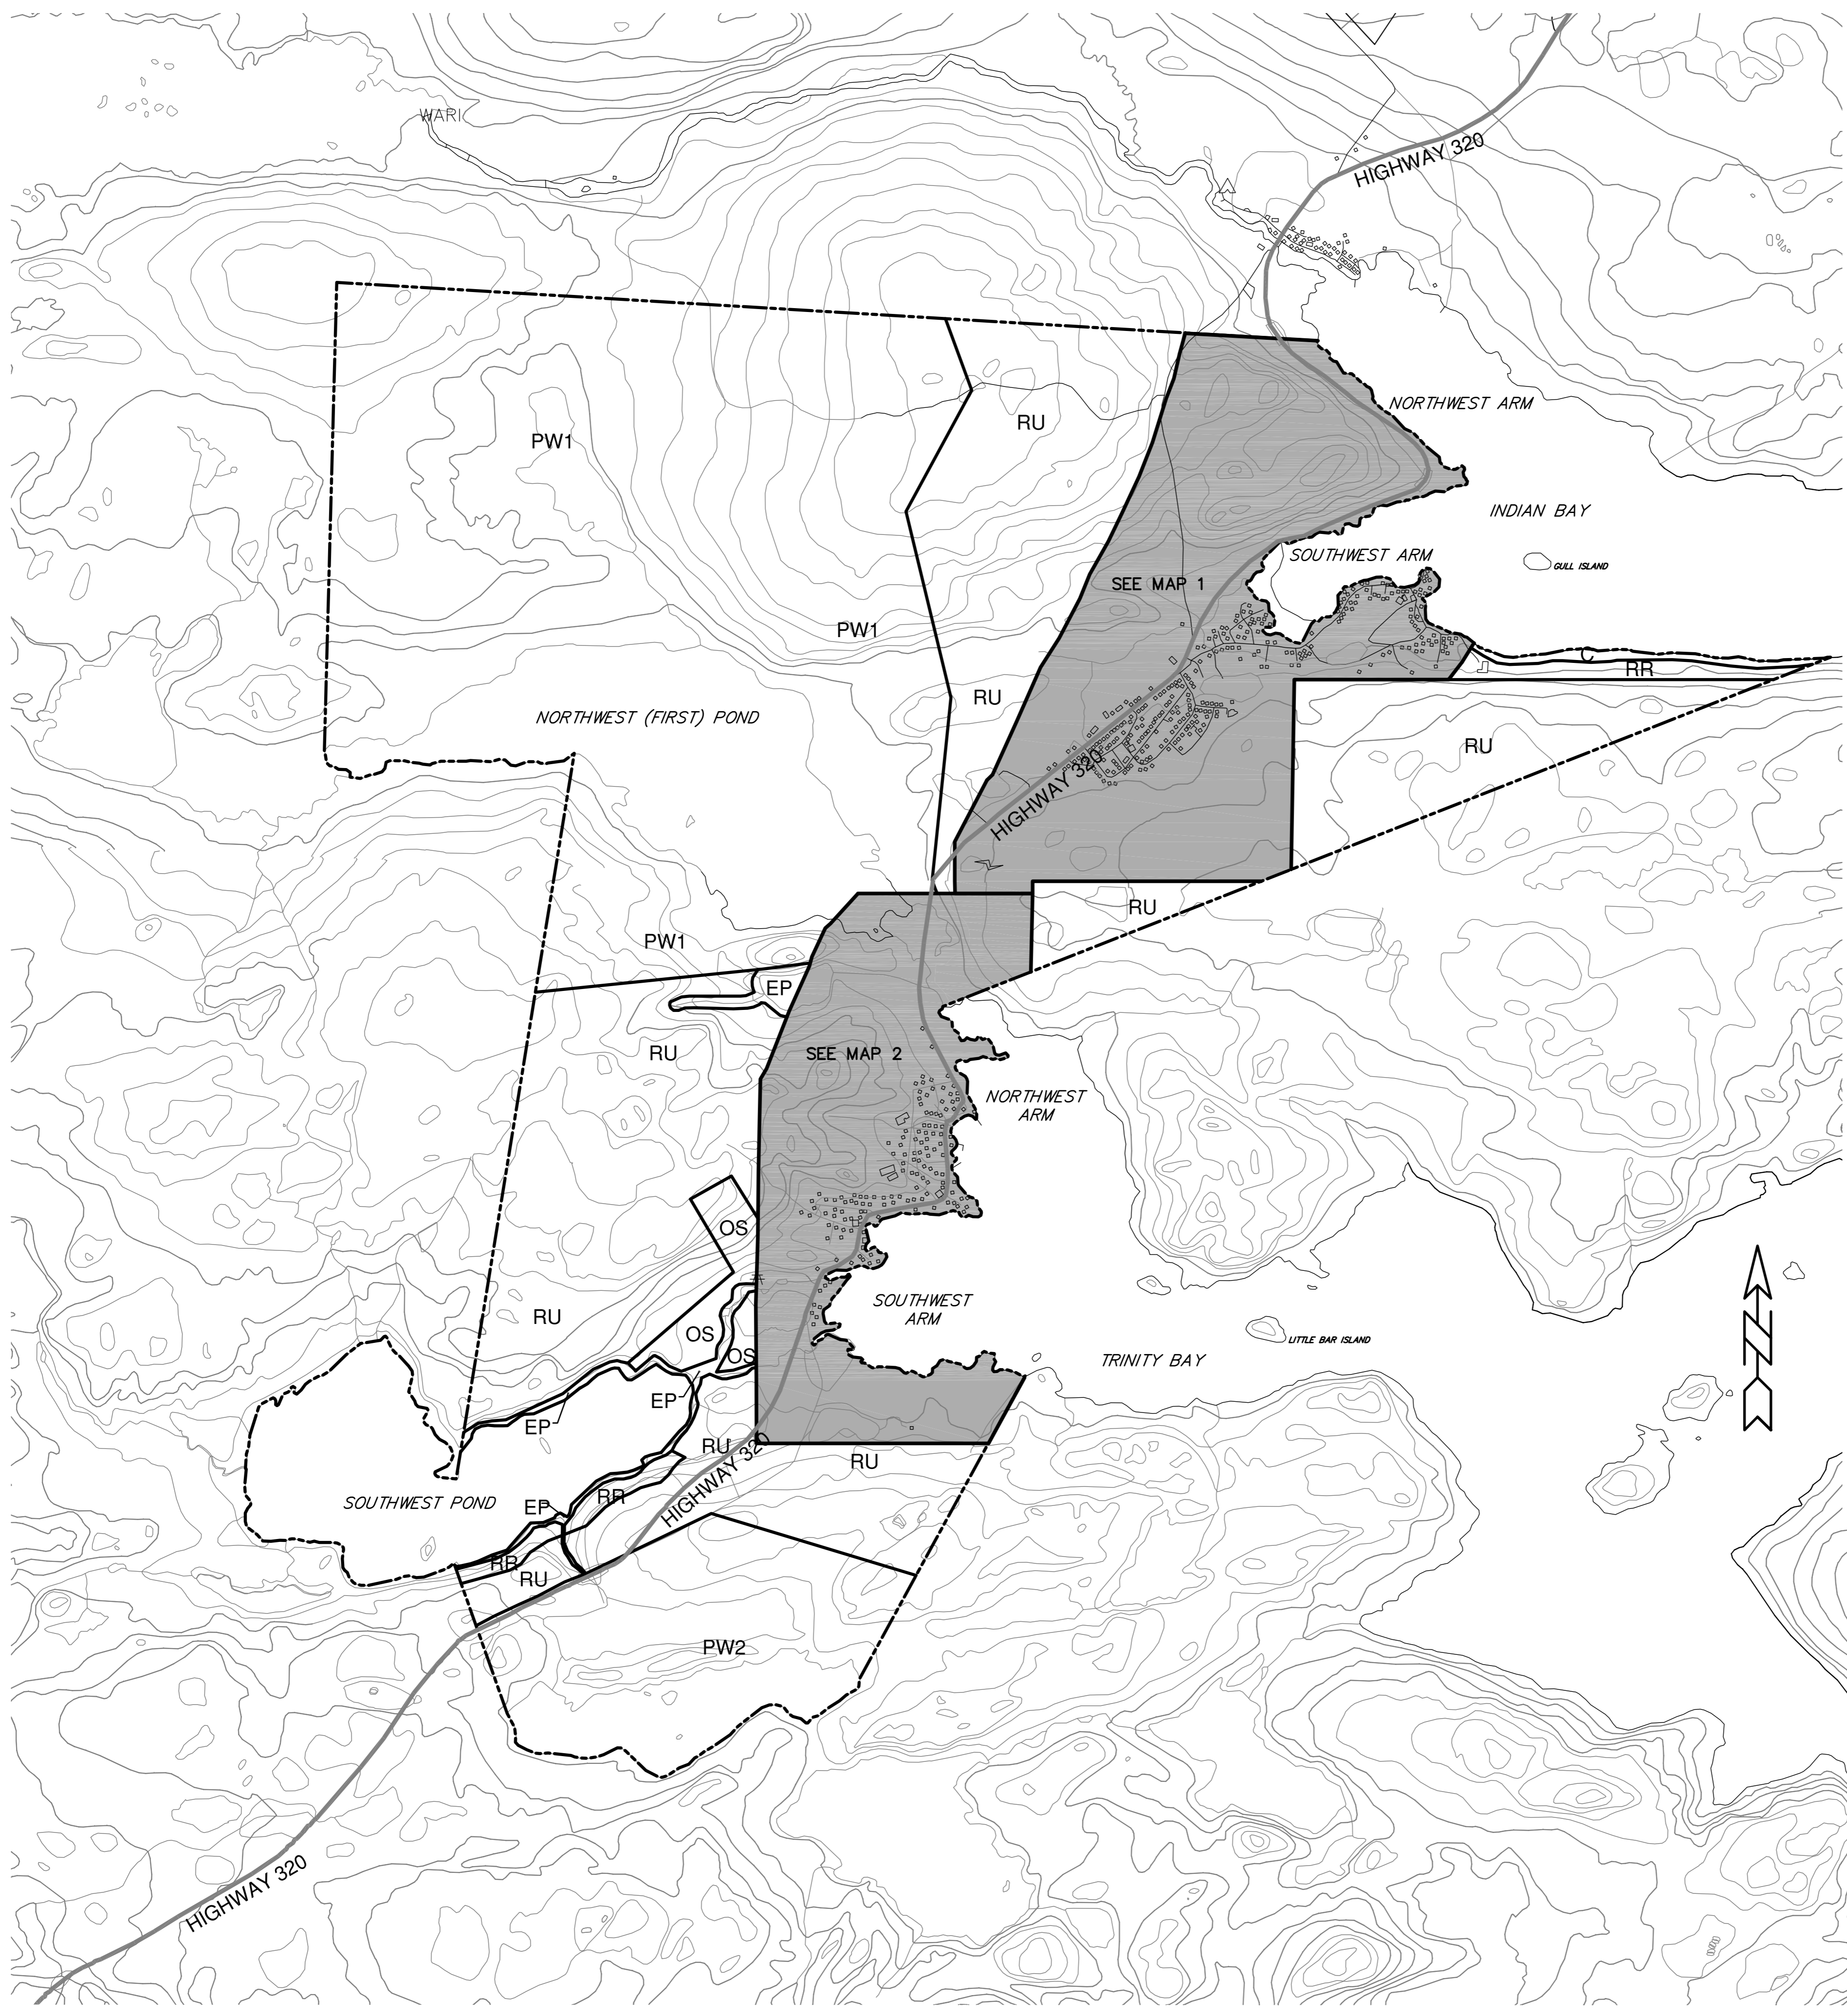 WARI
HIGHWAY 320
NORTHWEST ARM
RU
PW1
INDIAN BAY
SOUTHWEST ARM
GULL ISLAND
SEE MAP 1
PW1
C
RR
RU
NORTHWEST (FIRST) POND
RU
HIGHWAY 320
RU
PW1
EP
RU
SEE MAP 2
NORTHWEST
ARM
OS
SOUTHWEST
ARM
RU
OS
OS
LITTLE BAR ISLAND
TRINITY BAY
EP
EP
RU
RU
HIGHWAY 320
SOUTHWEST POND
EP
RR
RR
RU
PW2
N
HIGHWAY 320